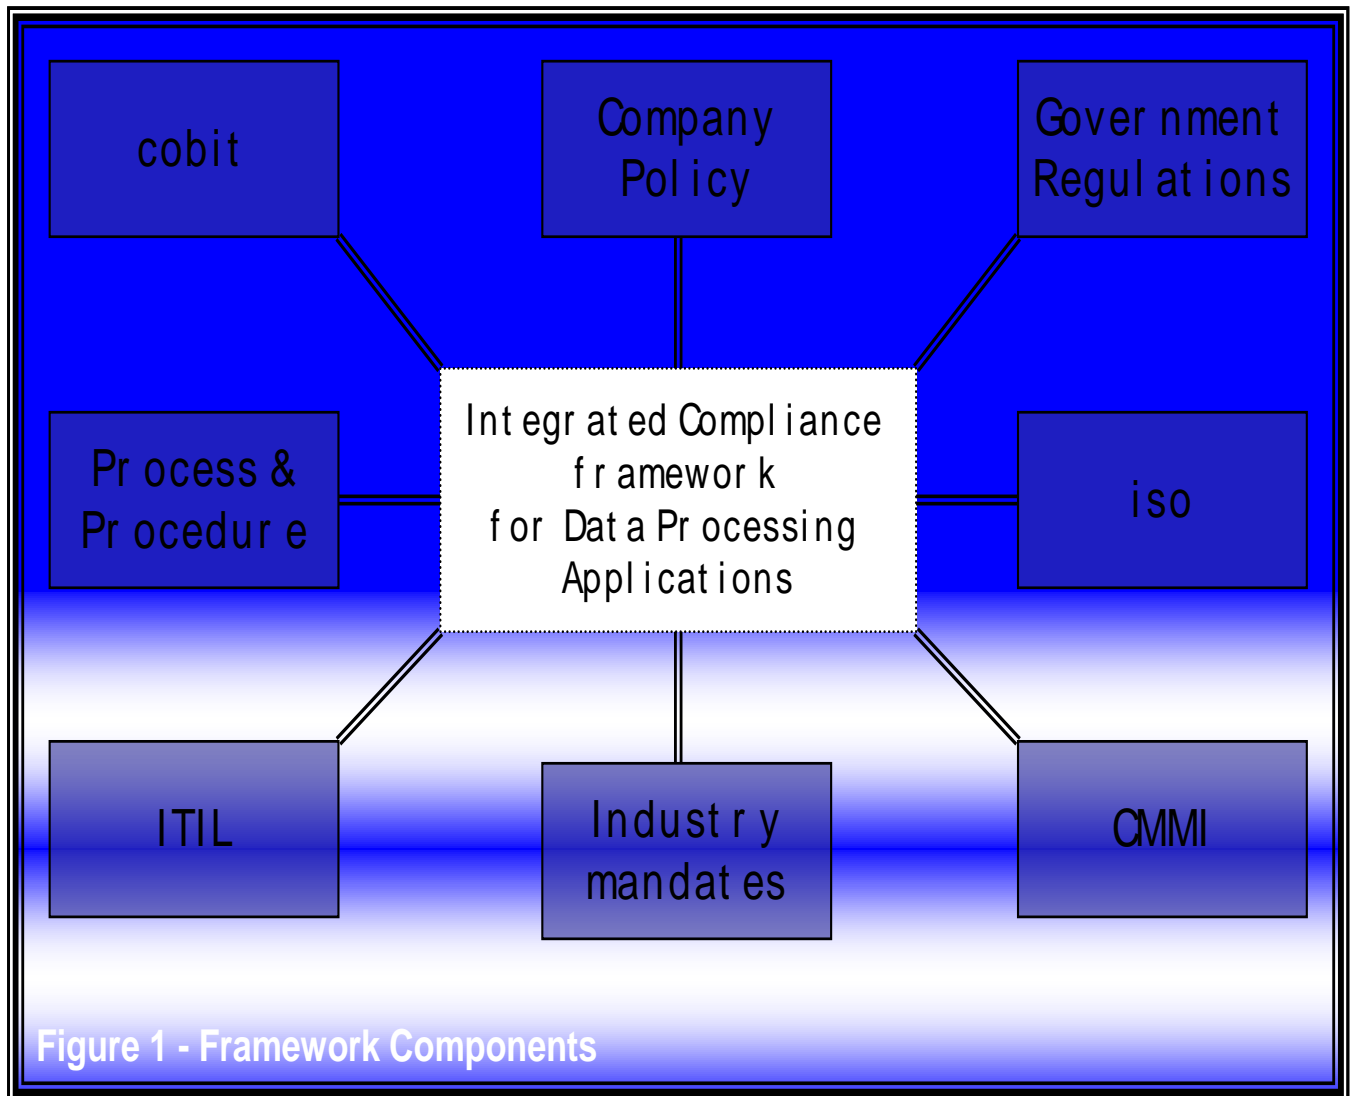 cobit
Company
Policy
Government
Regulations
Process &
Procedure
Integrated Compliance
framework
for Data Processing
Applications
iso
ITIL
Industry
mandates
CMMI
Figure 1 - Framework Components